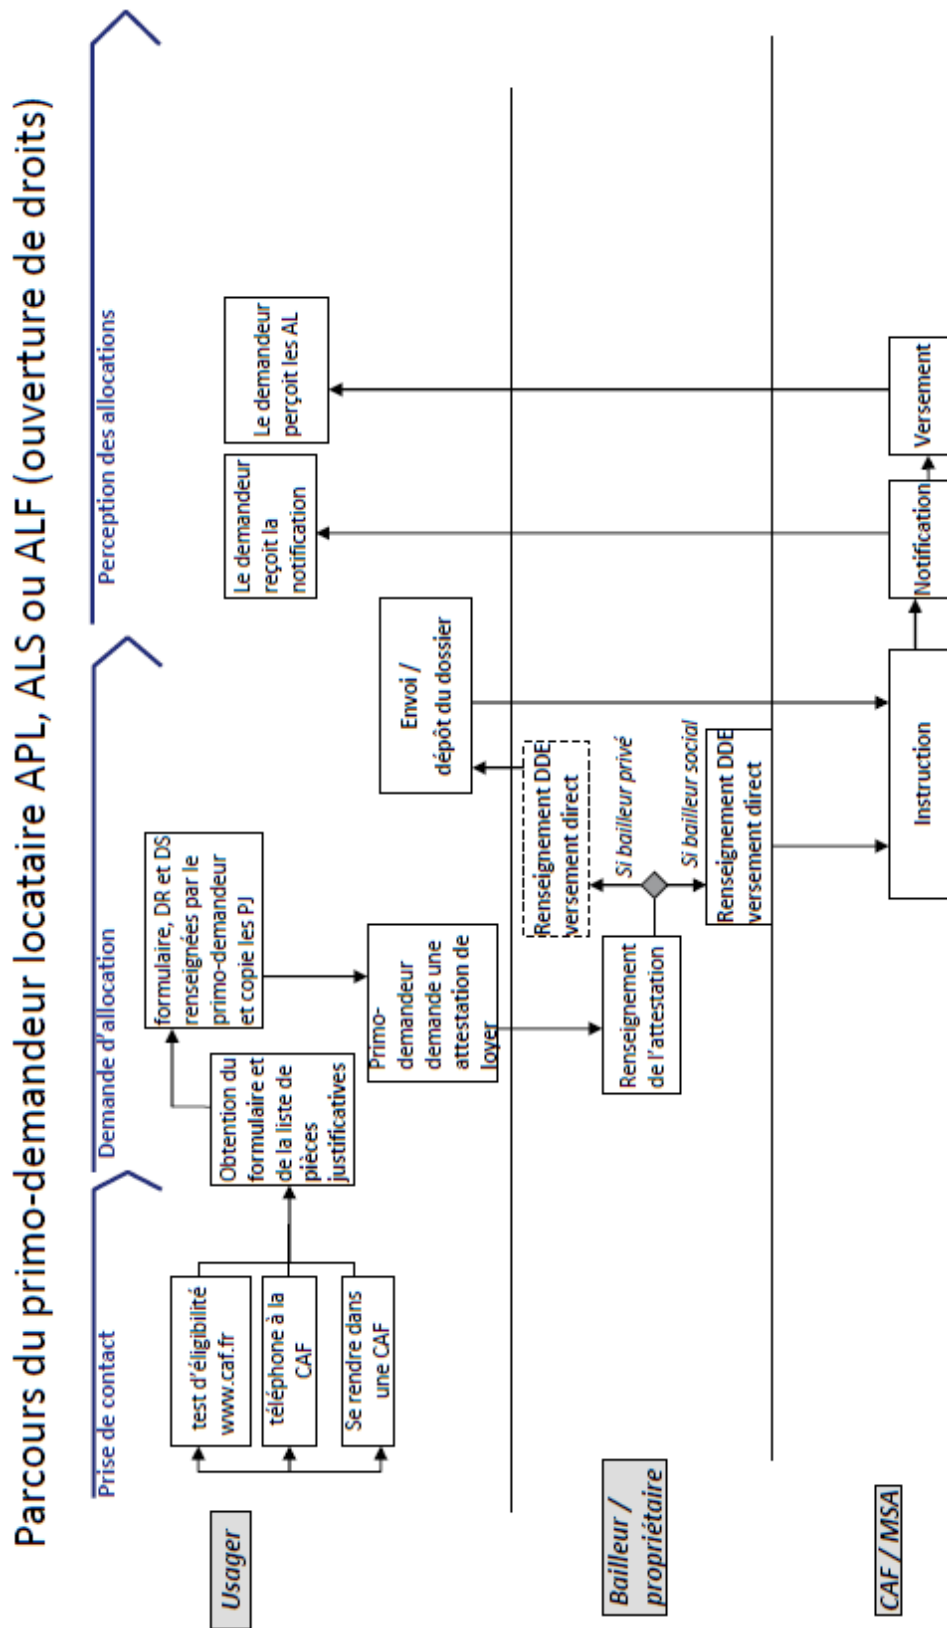 Parcours du primo-demandeur locataire APL, ALS ou ALF (ouverture de droits)
Prise de contact
Demande d'allocation
Perception des allocations
Usager
test d'éligibilité
www.caf.fr
téléphone à la
CAF
Se rendre dans
une CAF
Obtention du
formulaire et
de la liste de
pièces
justificatives
formulaire, DR et DS
renseignées par le
primo-demandeur
et copie les PJ
Primo-
demandeur
demande une
attestation de
loyer
Envoi /
dépôt du dossier
Le demandeur
reçoit la
notification
Le demandeur
perçoit les AL
Bailleur /
propriétaire
Renseignement
de l'attestation
Renseignement DDE
versement direct
Si bailleur privé
Si bailleur social
Renseignement DDE
versement direct
CAF / MSA
Instruction
Notification
Versement